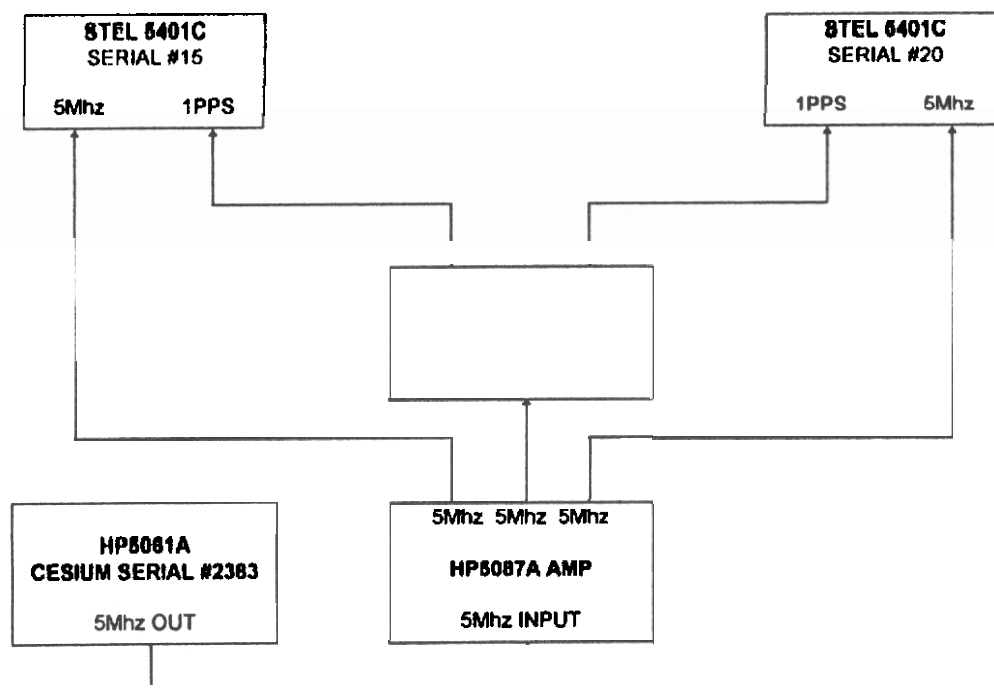 STEL 5401C
SERIAL #15
5Mhz 1PPS
STEL 5401C
SERIAL #20
1PPS 5Mhz
5Mhz 5Mhz 5Mhz
HP5061A
CESIUM SERIAL #2383
5Mhz OUT
HP5087A AMP
5Mhz INPUT